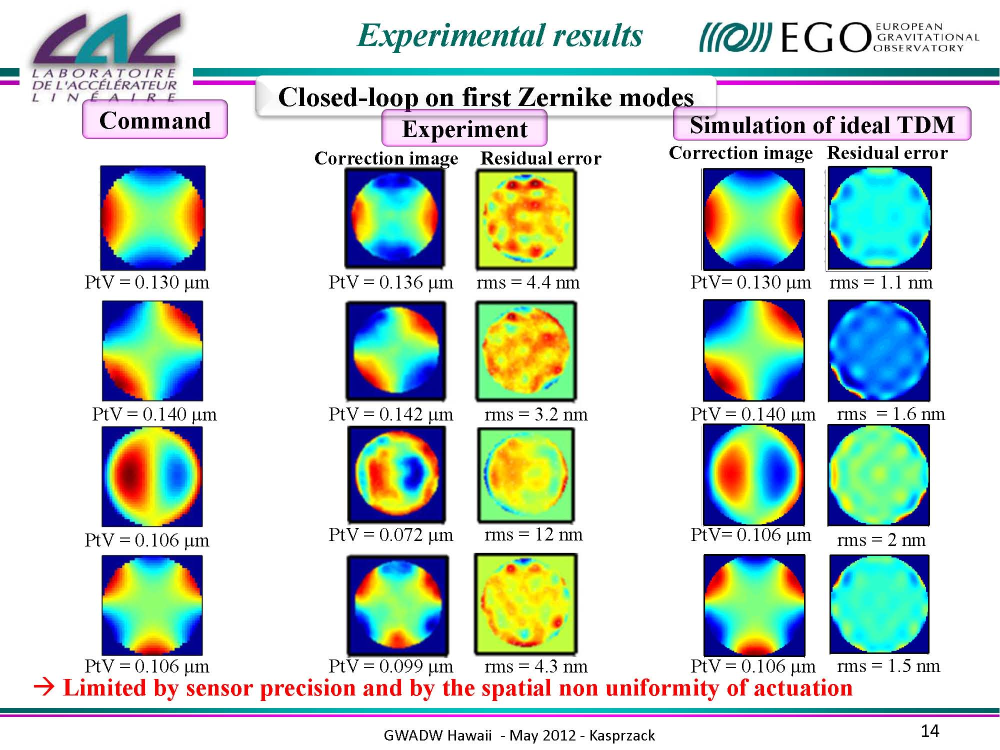 LABORATOIRE
DE L'ACCÉLÉRATEUR
LINÉAIRE
Experimental results
EGO
EUROPEAN
GRAVITATIONAL
OBSERVATORY
Closed-loop on first Zernike modes
Command
Experiment
Simulation of ideal TDM
Correction image Residual error
Correction image Residual error
PtV = 0.130 µm
PtV = 0.136 µm
rms = 4.4 nm
PtV= 0.130 µm
rms = 1.1 nm
PtV = 0.140 µm
PtV = 0.142 µm
rms = 3.2 nm
PtV = 0.140 µm
rms = 1.6 nm
PtV = 0.106 µm
PtV = 0.072 µm
rms = 12 nm
PtV= 0.106 µm
rms = 2 nm
PtV = 0.106 µm
PtV = 0.099 µm
rms = 4.3 nm
PtV = 0.106 µm
rms = 1.5 nm
→ Limited by sensor precision and by the spatial non uniformity of actuation
GWADW Hawaii - May 2012 - Kasprzack
14